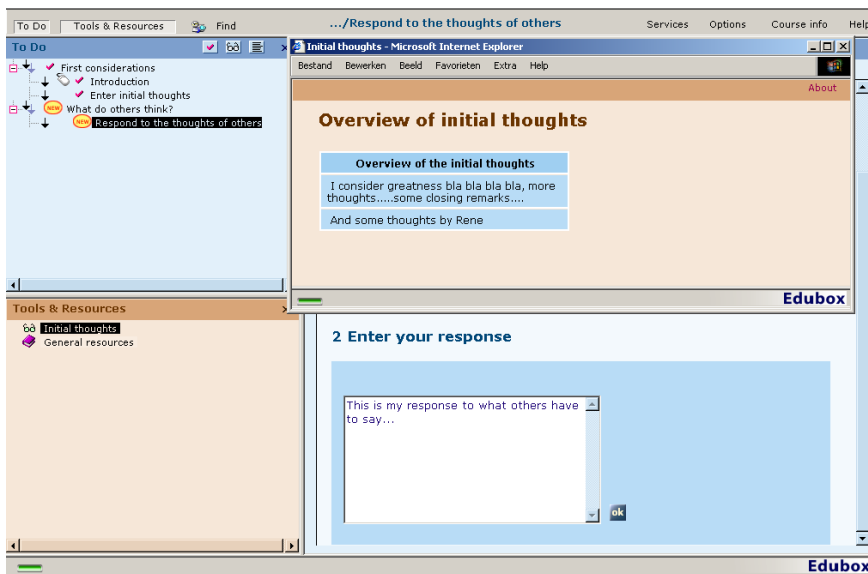 To Do Tools & Resources Find .../Respond to the thoughts of others Services Options Course info Help
To Do
First considerations
Introduction
Enter initial thoughts
NEW What do others think?
NEW Respond to the thoughts of others
Initial thoughts - Microsoft Internet Explorer
Bestand Bewerken Beeld Favorieten Extra Help
About
Overview of initial thoughts
Overview of the initial thoughts
I consider greatness bla bla bla bla, more
thoughts.....some closing remarks....
And some thoughts by Rene
Edubox
Tools & Resources
Initial thoughts
General resources
2 Enter your response
This is my response to what others have
to say...
ok
Edubox